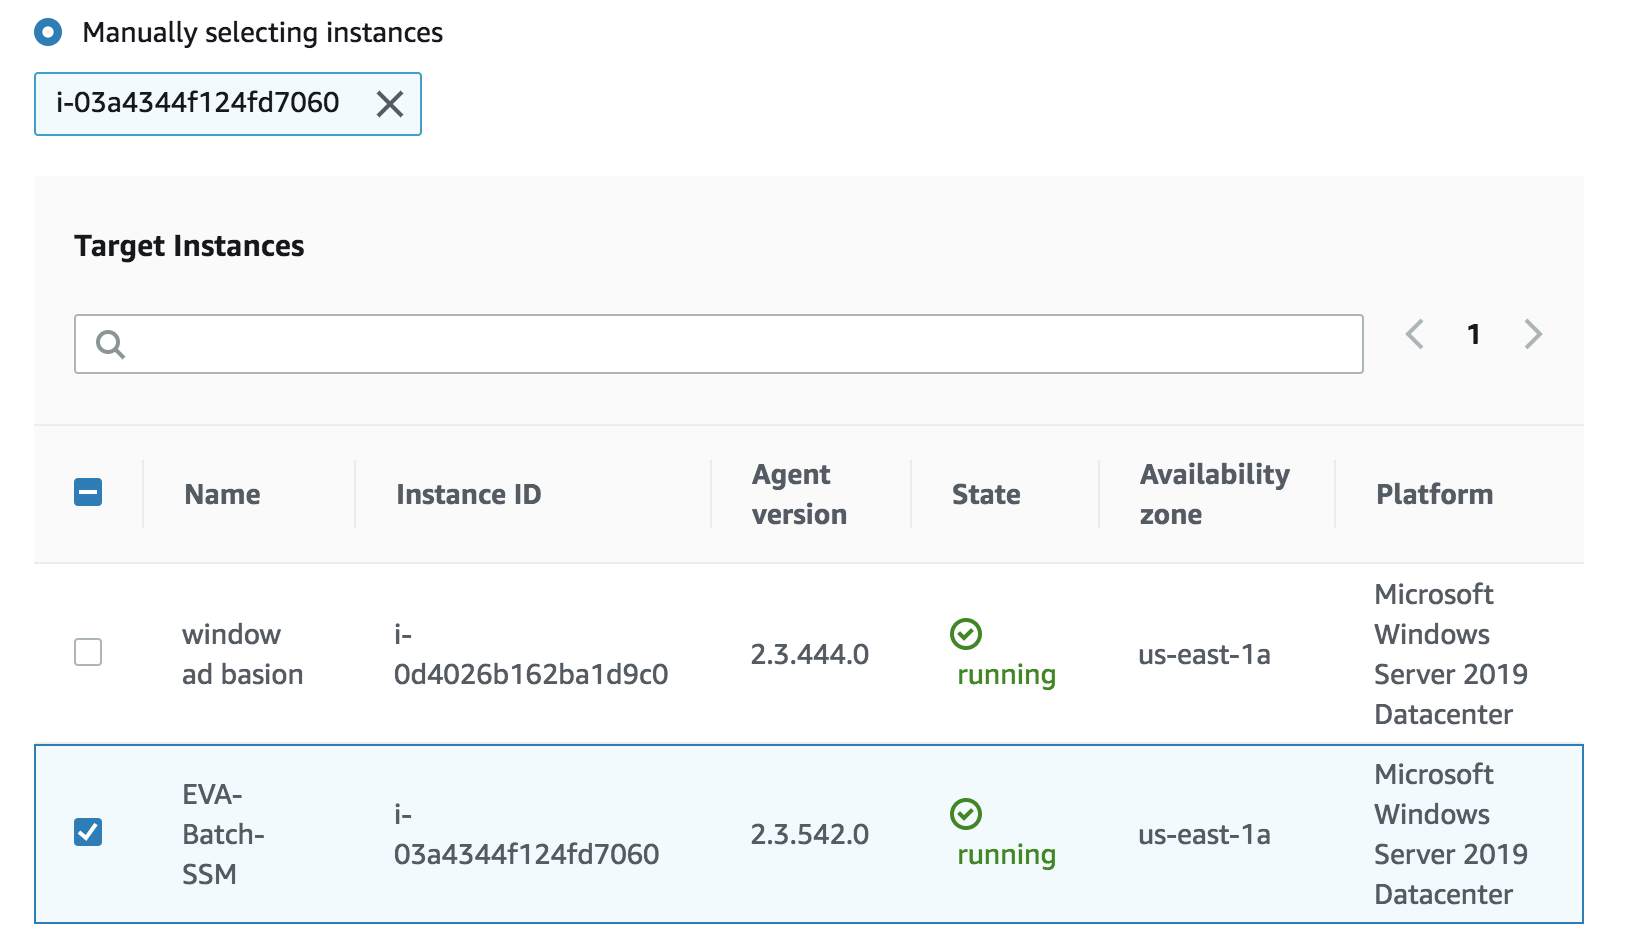 Manually selecting instances
i-03a4344f124fd7060
Target Instances
1
Name
Instance ID
Agent
version
State
Availability
zone
Platform
window
ad basion
i-
0d4026b162ba1d9c0
2.3.444.0
running
us-east-1a
Microsoft
Windows
Server 2019
Datacenter
EVA-
Batch-
SSM
i-
03a4344f124fd7060
2.3.542.0
running
us-east-1a
Microsoft
Windows
Server 2019
Datacenter